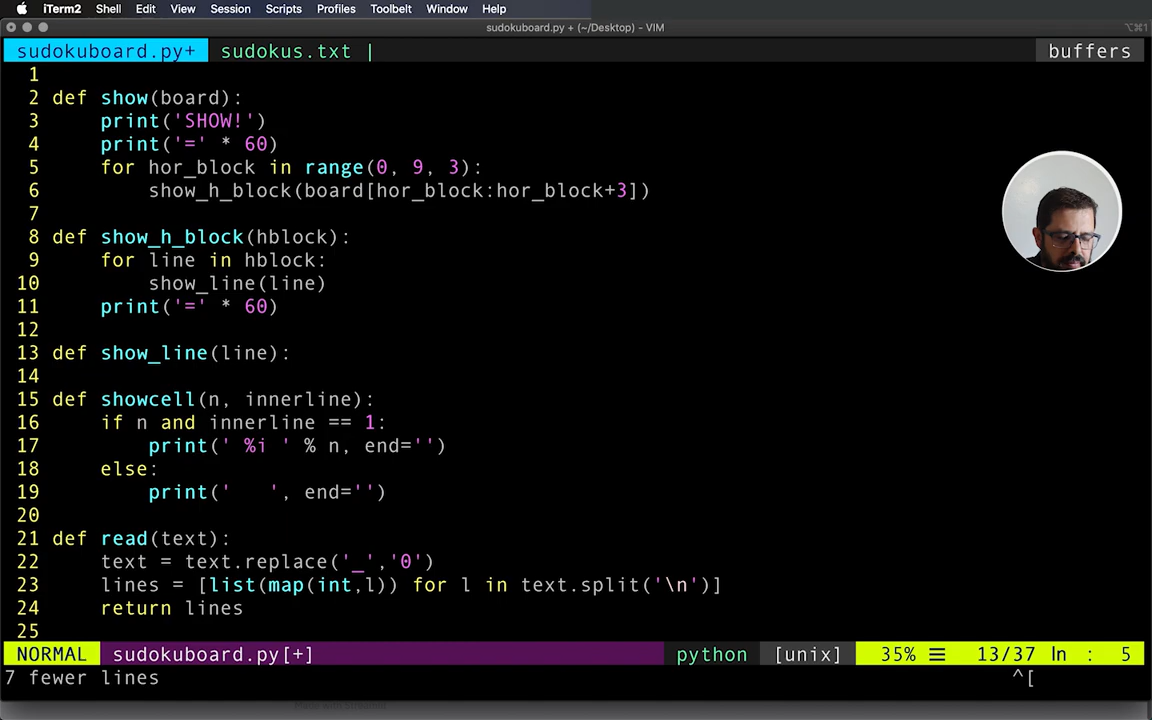 iTerm2 Shell Edit View Session Scripts Profiles Toolbelt Window Help
sudokuboard.py + (~/Desktop) - VIM ⌥⌘1
sudokuboard.py+ sudokus.txt | buffers
1
2 def show(board):
3     print('SHOW!')
4     print('=' * 60)
5     for hor_block in range(0, 9, 3):
6         show_h_block(board[hor_block:hor_block+3])
7
8 def show_h_block(hblock):
9     for line in hblock:
10         show_line(line)
11     print('=' * 60)
12
13 def show_line(line):
14
15 def showcell(n, innerline):
16     if n and innerline == 1:
17         print(' %i ' % n, end='')
18     else:
19         print('   ', end='')
20
21 def read(text):
22     text = text.replace('_','0')
23     lines = [list(map(int,l)) for l in text.split('\n')]
24     return lines
25
NORMAL sudokuboard.py[+] python [unix] 35% ☰ 13/37 ln : 5
7 fewer lines ^[